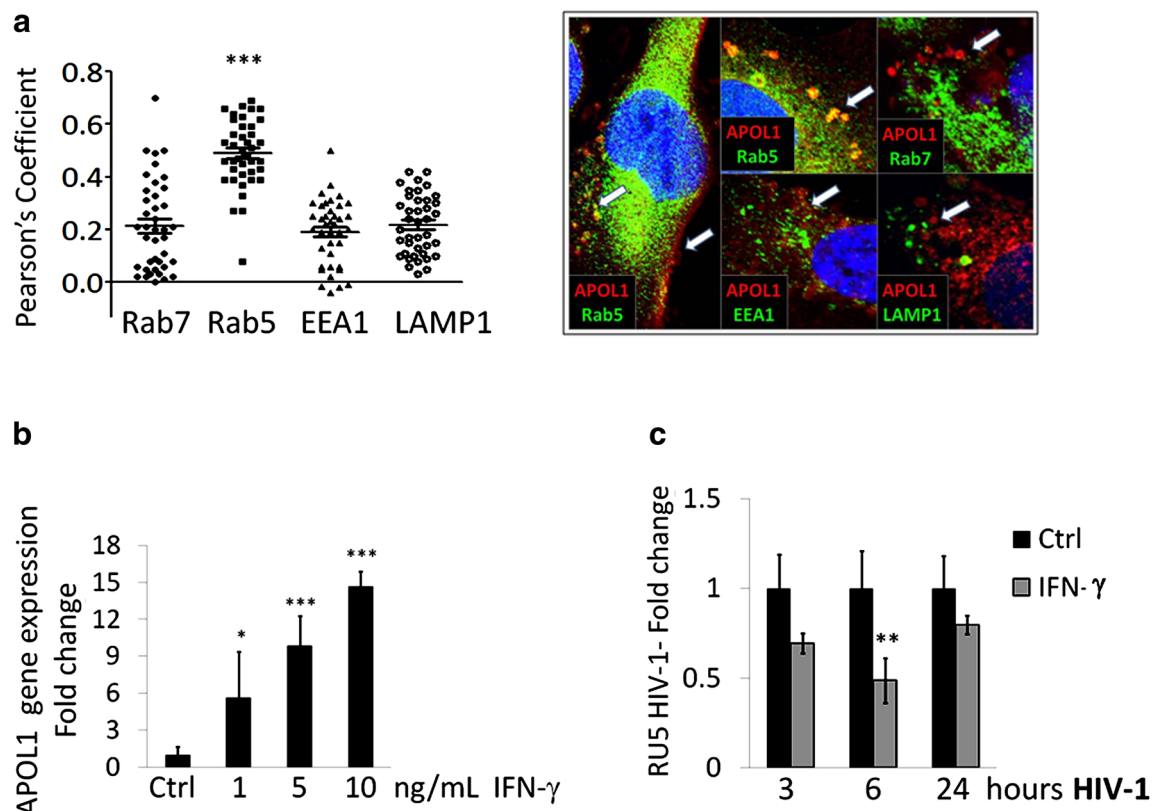 a
***
Pearson's Coefficient
0.8
0.6
0.4
0.2
0.0
Rab7 Rab5 EEA1 LAMP1
APOL1
Rab5
APOL1
Rab5
APOL1
Rab7
APOL1
EEA1
APOL1
LAMP1
b
APOL1 gene expression
Fold change
18
15
12
9
6
3
0
*
***
***
Ctrl 1 5 10 ng/mL IFN-γ
c
RU5 HIV-1- Fold change
1.5
1
0.5
0
**
Ctrl
IFN-γ
3 6 24 hours HIV-1